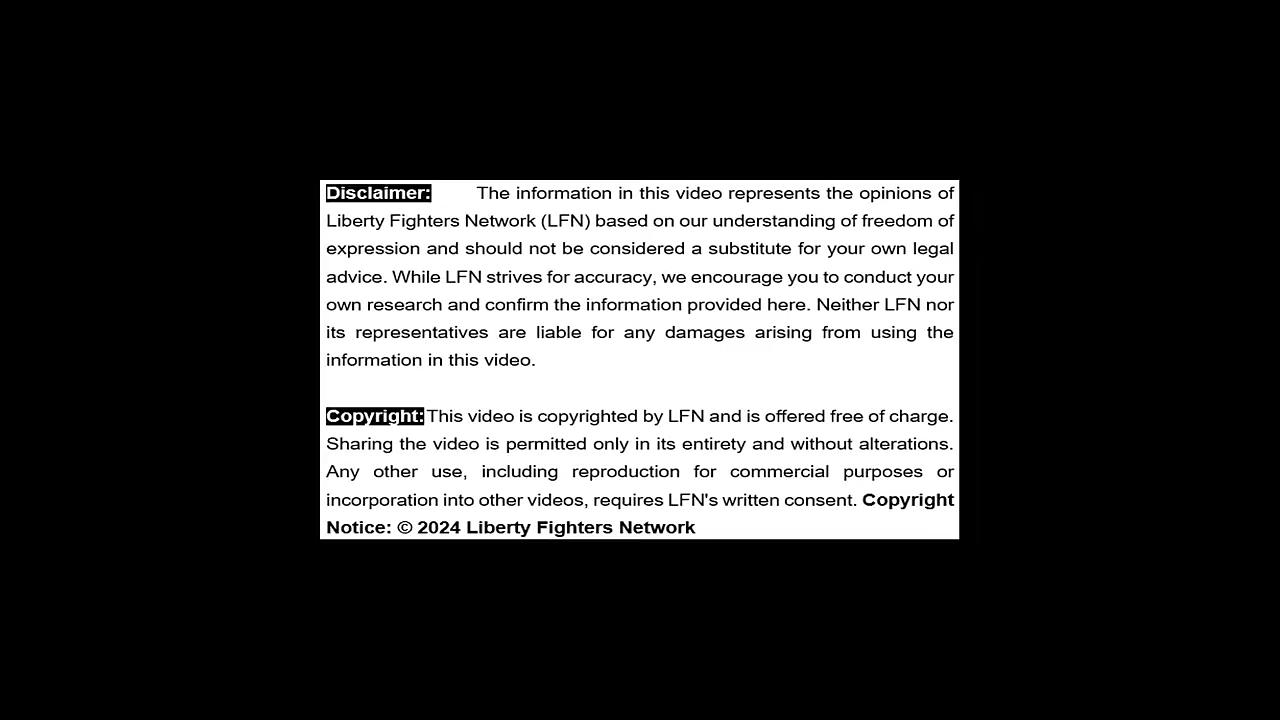 Disclaimer: The information in this video represents the opinions of
Liberty Fighters Network (LFN) based on our understanding of freedom of
expression and should not be considered a substitute for your own legal
advice. While LFN strives for accuracy, we encourage you to conduct your
own research and confirm the information provided here. Neither LFN nor
its representatives are liable for any damages arising from using the
information in this video.
Copyright: This video is copyrighted by LFN and is offered free of charge.
Sharing the video is permitted only in its entirety and without alterations.
Any other use, including reproduction for commercial purposes or
incorporation into other videos, requires LFN's written consent. Copyright
Notice: © 2024 Liberty Fighters Network